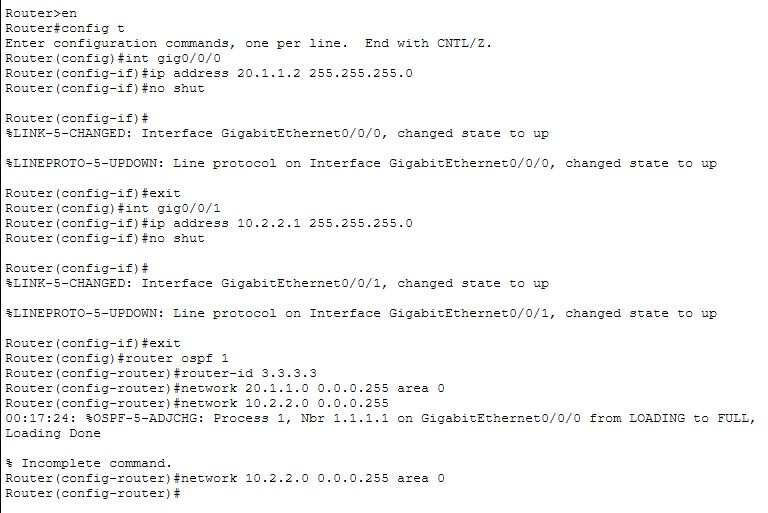 Router>en
Router#config t
Enter configuration commands, one per line.  End with CNTL/Z.
Router(config)#int gig0/0/0
Router(config-if)#ip address 20.1.1.2 255.255.255.0
Router(config-if)#no shut
Router(config-if)#
%LINK-5-CHANGED: Interface GigabitEthernet0/0/0, changed state to up
%LINEPROTO-5-UPDOWN: Line protocol on Interface GigabitEthernet0/0/0, changed state to up
Router(config-if)#exit
Router(config)#int gig0/0/1
Router(config-if)#ip address 10.2.2.1 255.255.255.0
Router(config-if)#no shut
Router(config-if)#
%LINK-5-CHANGED: Interface GigabitEthernet0/0/1, changed state to up
%LINEPROTO-5-UPDOWN: Line protocol on Interface GigabitEthernet0/0/1, changed state to up
Router(config-if)#exit
Router(config)#router ospf 1
Router(config-router)#router-id 3.3.3.3
Router(config-router)#network 20.1.1.0 0.0.0.255 area 0
Router(config-router)#network 10.2.2.0 0.0.0.255
00:17:24: %OSPF-5-ADJCHG: Process 1, Nbr 1.1.1.1 on GigabitEthernet0/0/0 from LOADING to FULL,
Loading Done
% Incomplete command.
Router(config-router)#network 10.2.2.0 0.0.0.255 area 0
Router(config-router)#